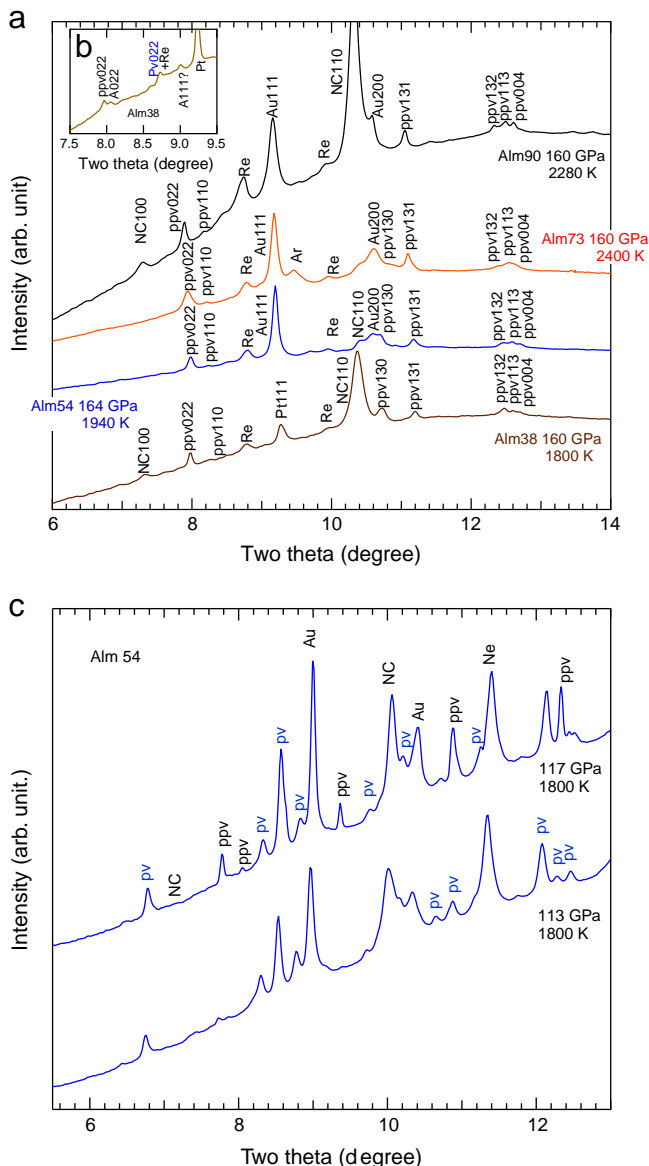 a
b
ppv022
A022
Pv022
+Re
A111?
Pt
Alm38
7.5 8.0 8.5 9.0 9.5
Two theta (degree)
NC100
ppv022
ppv110
Re
Au111
Re
NC110
Au200
ppv131
ppv132
ppv113
ppv004
Alm90 160 GPa
2280 K
ppv022
ppv110
Re
Au111
Ar
Re
Au200
ppv130
ppv131
ppv132
ppv113
ppv004
Alm73 160 GPa
2400 K
ppv022
ppv110
Re
Au111
Re
NC110
Au200
ppv130
ppv131
ppv132
ppv113
ppv004
Alm54 164 GPa
1940 K
NC100
ppv022
ppv110
Re
Pt111
Re
NC110
ppv130
ppv131
ppv132
ppv113
ppv004
Alm38 160 GPa
1800 K
Intensity (arb. unit)
6 8 10 12 14
Two theta (degree)
c
Alm 54
pv
NC
ppv
ppv
pv
pv
pv
Au
ppv
pv
NC
pv
Au
ppv
pv
Ne
ppv
117 GPa
1800 K
pv
pv
pv
pv
pv
113 GPa
1800 K
Intensity (arb. unit.)
6 8 10 12
Two theta (degree)